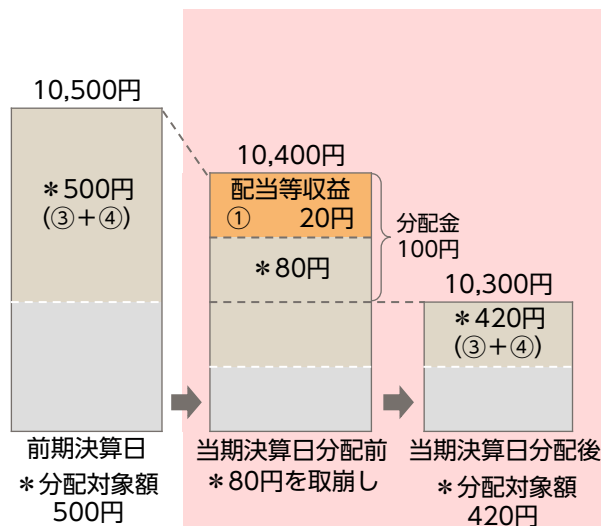 10,500円
＊500円
(③＋④)
前期決算日
＊分配対象額
500円
10,400円
配当等収益
① 20円
＊80円
分配金
100円
当期決算日分配前
＊80円を取崩し
10,300円
＊420円
(③＋④)
当期決算日分配後
＊分配対象額
420円